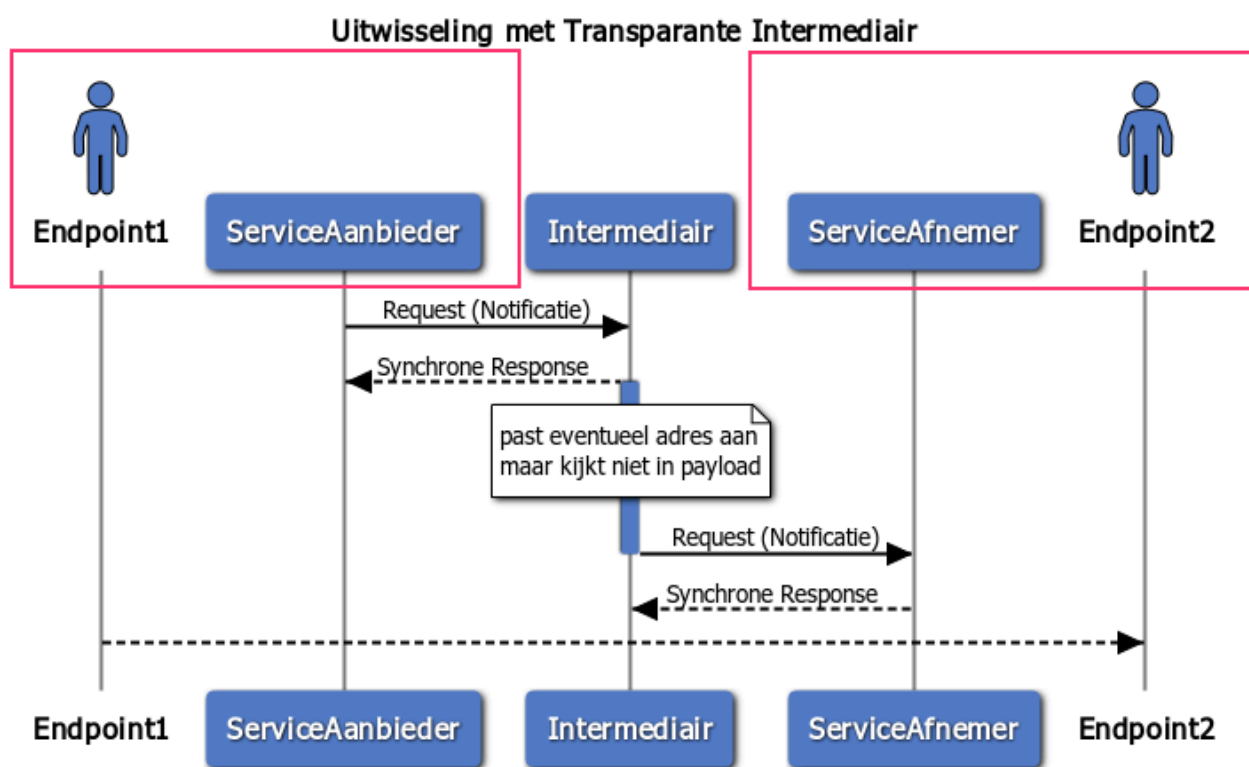 Uitwisseling met Transparante Intermediair
Endpoint1 ServiceAanbieder Intermediair ServiceAfnemer Endpoint2
Request (Notificatie)
Synchrone Response
past eventueel adres aan
maar kijkt niet in payload
Request (Notificatie)
Synchrone Response
Endpoint1 ServiceAanbieder Intermediair ServiceAfnemer Endpoint2